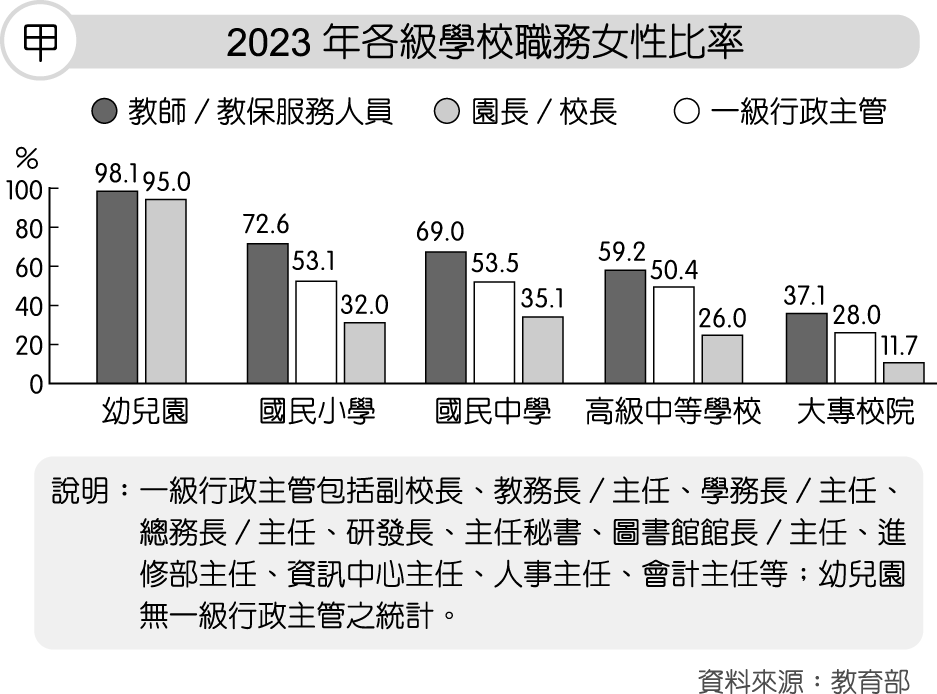 甲
2023 年各級學校職務女性比率
教師 / 教保服務人員 園長 / 校長 一級行政主管
%
100
80
60
40
20
0
98.1 95.0
72.6 53.1 32.0
69.0 53.5 35.1
59.2 50.4 26.0
37.1 28.0 11.7
幼兒園 國民小學 國民中學 高級中等學校 大專校院
說明：一級行政主管包括副校長、教務長 / 主任、學務長 / 主任、
總務長 / 主任、研發長、主任秘書、圖書館館長 / 主任、進
修部主任、資訊中心主任、人事主任、會計主任等；幼兒園
無一級行政主管之統計。
資料來源：教育部